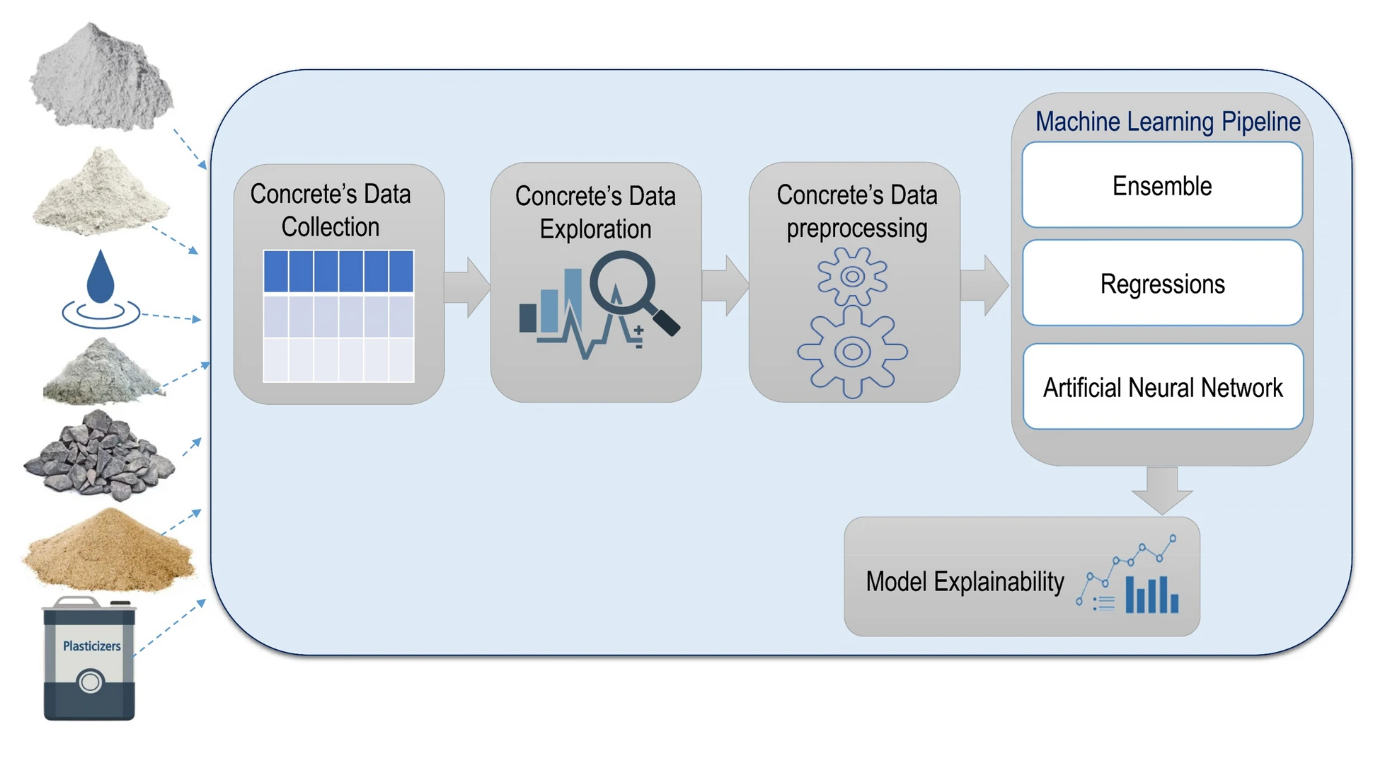 Machine Learning Pipeline
Concrete’s Data
Collection
Concrete’s Data
Exploration
Concrete’s Data
preprocessing
Ensemble
Regressions
Artificial Neural Network
Model Explainability
Plasticizers